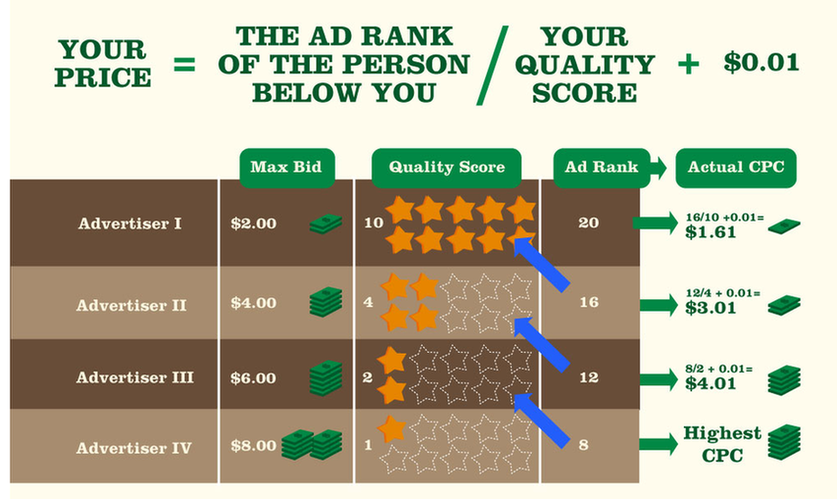 YOUR PRICE = THE AD RANK OF THE PERSON BELOW YOU / YOUR QUALITY SCORE + $0.01
Max Bid Quality Score Ad Rank Actual CPC
Advertiser I $2.00 10 20 16/10 +0.01= $1.61
Advertiser II $4.00 4 16 12/4 + 0.01= $3.01
Advertiser III $6.00 2 12 8/2 + 0.01= $4.01
Advertiser IV $8.00 1 8 Highest CPC